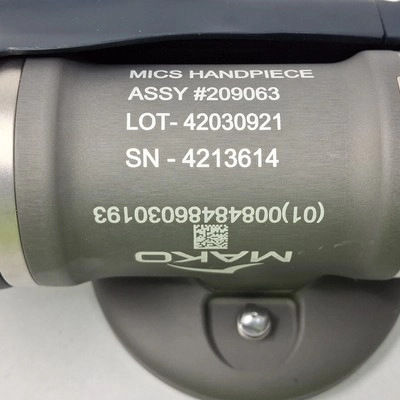 MICS HANDPIECE
ASSY #209063
LOT- 42030921
SN - 4213614
(01)00848486030193
MAKO